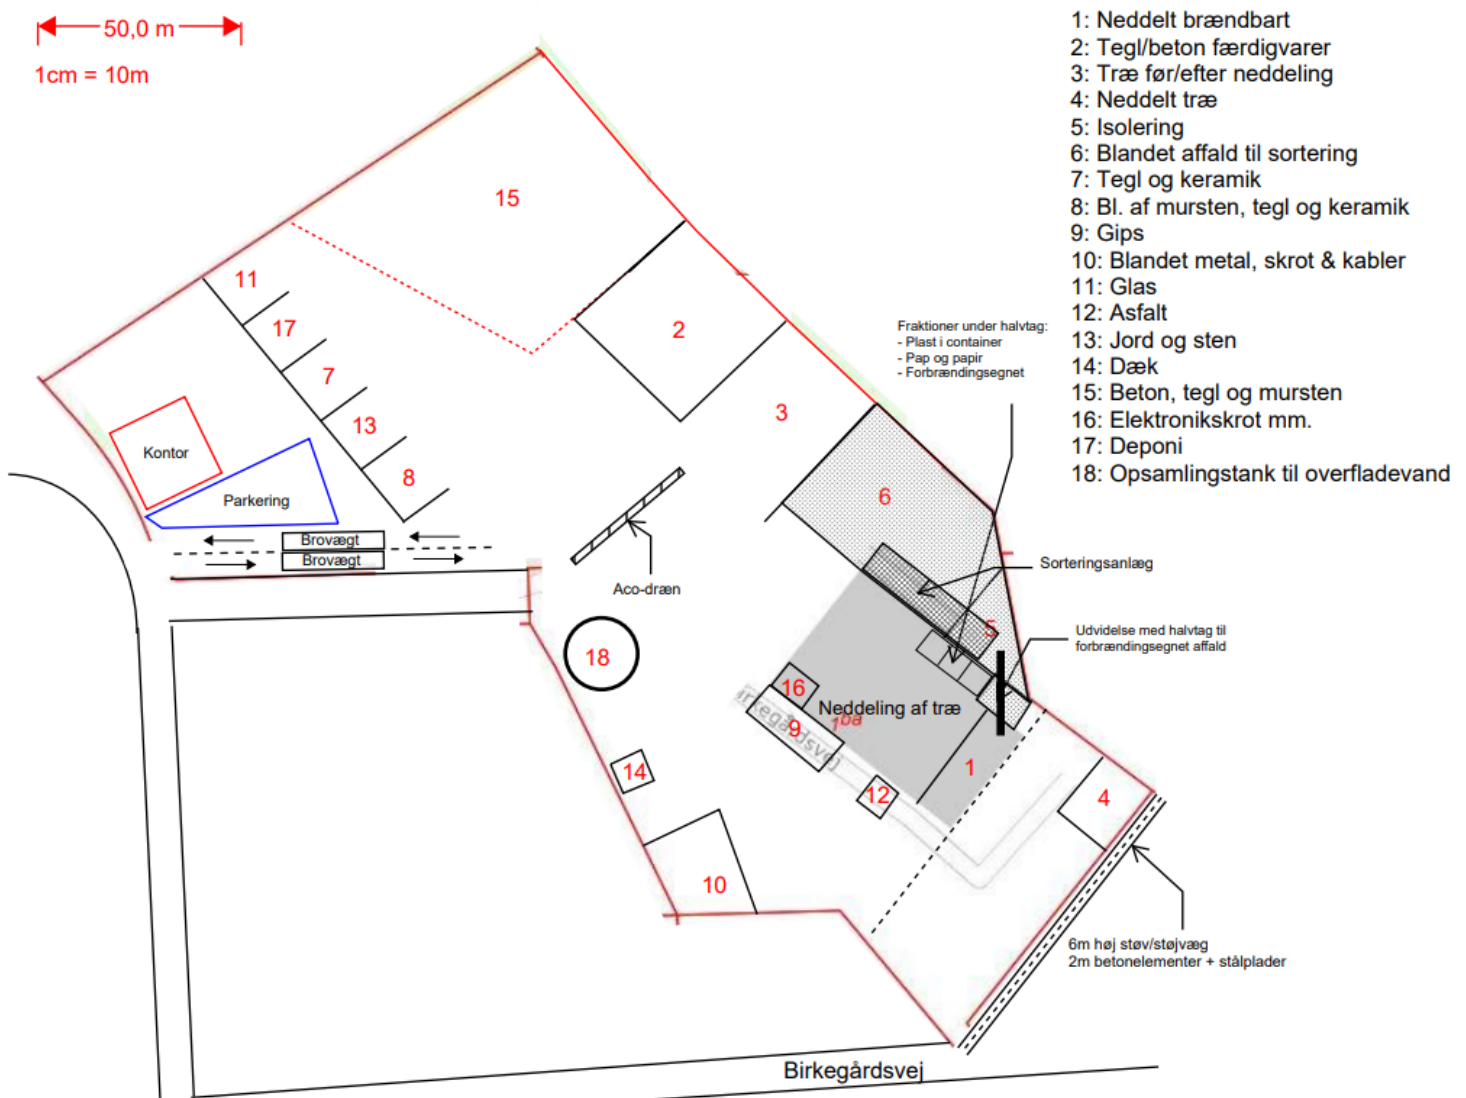 50,0 m
1cm = 10m
1: Neddelt brændbart
2: Tegl/beton færdigvarer
3: Træ før/efter neddeling
4: Neddelt træ
5: Isolering
6: Blandet affald til sortering
7: Tegl og keramik
8: Bl. af mursten, tegl og keramik
9: Gips
10: Blandet metal, skrot & kabler
11: Glas
12: Asfalt
13: Jord og sten
14: Dæk
15: Beton, tegl og mursten
16: Elektronikskrot mm.
17: Deponi
18: Opsamlingstank til overfladevand
15
11
17
2
7
13
3
8
Fraktioner under halvtag:
- Plast i container
- Pap og papir
- Forbrændingsegnet
Kontor
Parkering
Brovægt
Brovægt
6
Aco-dræn
Sorteringsanlæg
5
Udvidelse med halvtag til
forbrændingsegnet affald
18
16
Neddeling af træ
1ba
9
irkegårdsvej
14
12
1
4
10
6m høj støv/støjvæg
2m betonelementer + stålplader
Birkegårdsvej